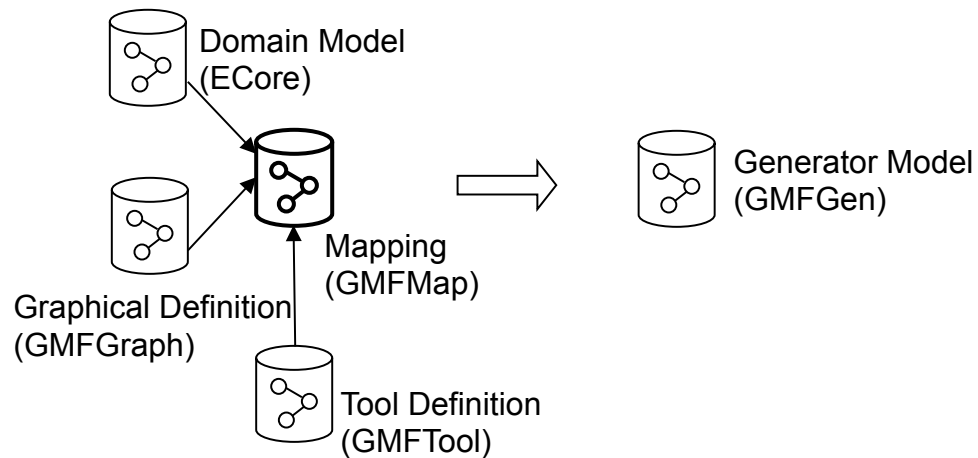 Domain Model
(ECore)
Generator Model
(GMFGen)
Mapping
(GMFMap)
Graphical Definition
(GMFGraph)
Tool Definition
(GMFTool)